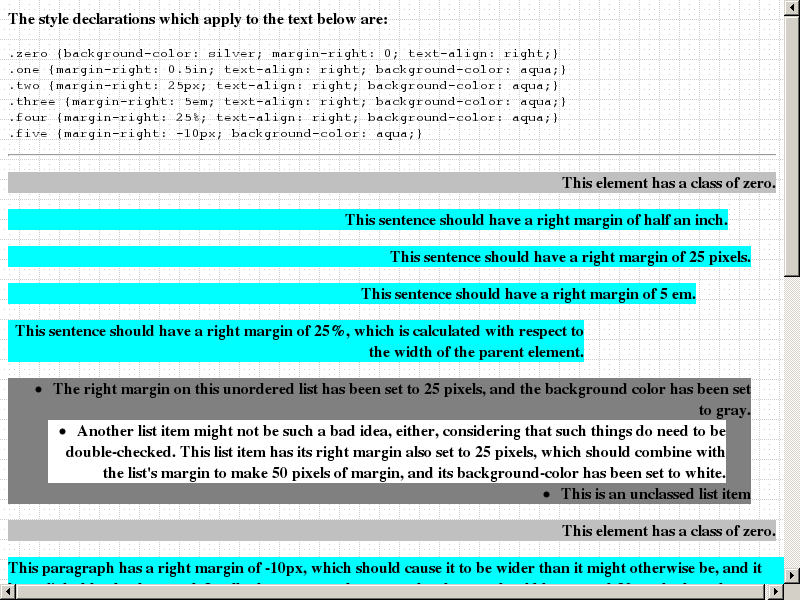 The style declarations which apply to the text below are:
.zero {background-color: silver; margin-right: 0; text-align: right;}
.one {margin-right: 0.5in; text-align: right; background-color: aqua;}
.two {margin-right: 25px; text-align: right; background-color: aqua;}
.three {margin-right: 5em; text-align: right; background-color: aqua;}
.four {margin-right: 25%; text-align: right; background-color: aqua;}
.five {margin-right: -10px; background-color: aqua;}
This element has a class of zero.
This sentence should have a right margin of half an inch.
This sentence should have a right margin of 25 pixels.
This sentence should have a right margin of 5 em.
This sentence should have a right margin of 25%, which is calculated with respect to
the width of the parent element.
• The right margin on this unordered list has been set to 25 pixels, and the background color has been set
to gray.
• Another list item might not be such a bad idea, either, considering that such things do need to be
double-checked. This list item has its right margin also set to 25 pixels, which should combine with
the list's margin to make 50 pixels of margin, and its background-color has been set to white.
• This is an unclassed list item
This element has a class of zero.
This paragraph has a right margin of -10px, which should cause it to be wider than it might otherwise be, and it